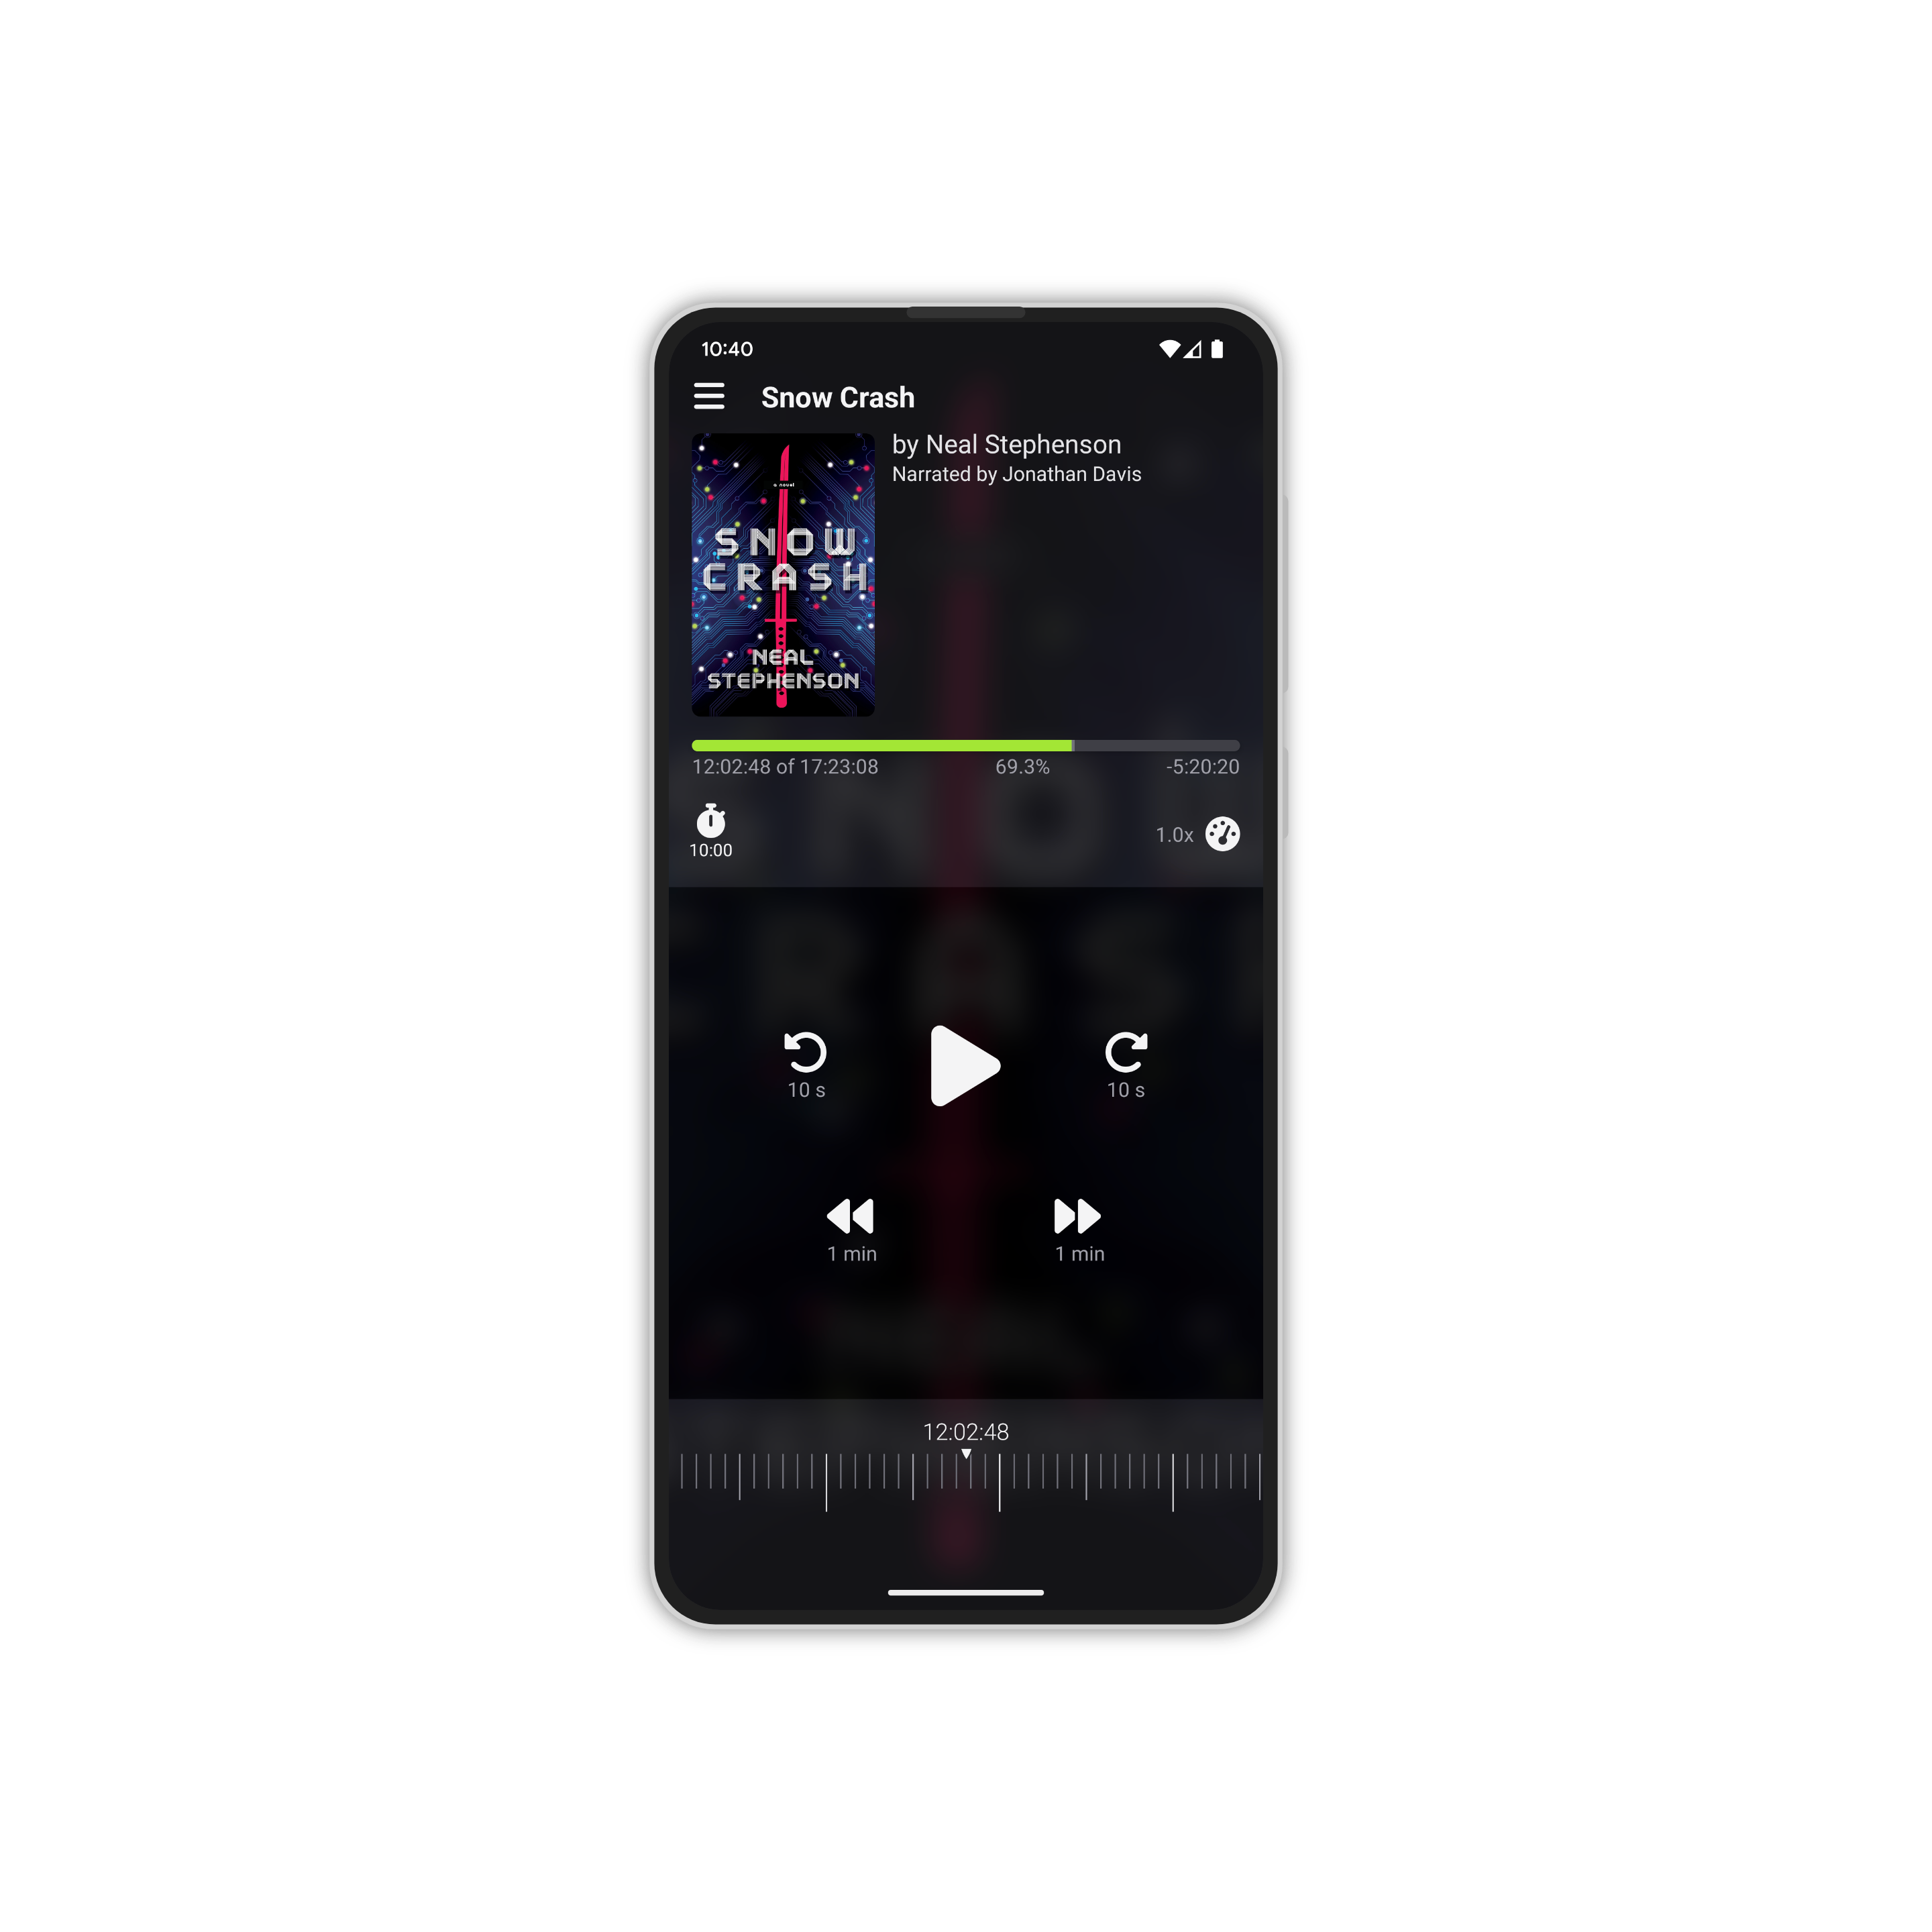 10:40
Snow Crash
by Neal Stephenson
Narrated by Jonathan Davis
a novel
SNOW
CRASH
NEAL
STEPHENSON
12:02:48 of 17:23:08 69.3% -5:20:20
10:00 1.0x
10 s 10 s
1 min 1 min
12:02:48